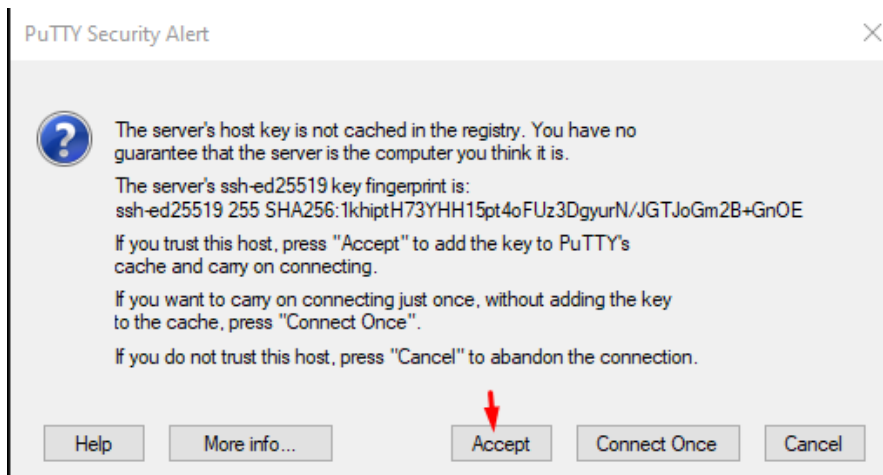 PuTTY Security Alert
The server's host key is not cached in the registry. You have no
guarantee that the server is the computer you think it is.
The server's ssh-ed25519 key fingerprint is:
ssh-ed25519 255 SHA256:1khiptH73YHH15pt4oFUz3DgyurN/JGTJoGm2B+GnOE
If you trust this host, press "Accept" to add the key to PuTTY's
cache and carry on connecting.
If you want to carry on connecting just once, without adding the key
to the cache, press "Connect Once".
If you do not trust this host, press "Cancel" to abandon the connection.
Help More info... Accept Connect Once Cancel